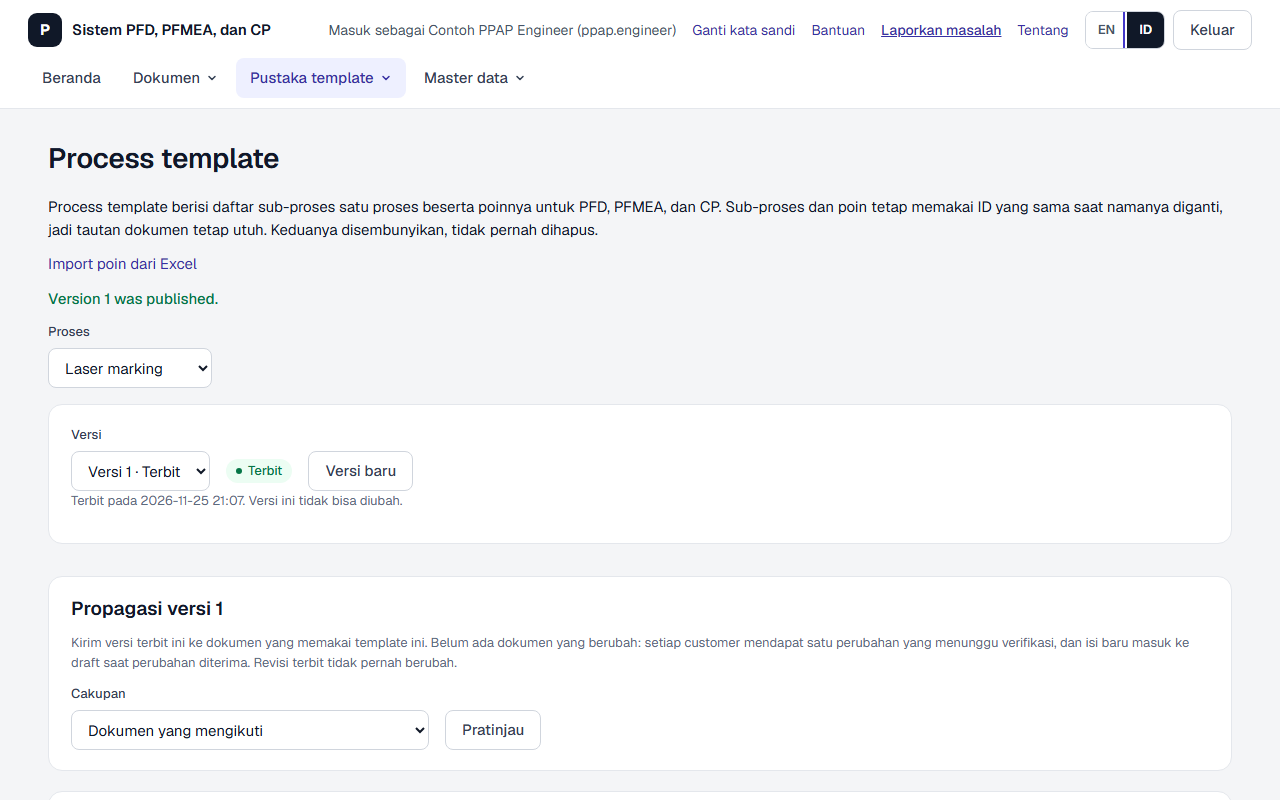 P Sistem PFD, PFMEA, dan CP Masuk sebagai Contoh PPAP Engineer (ppap.engineer) Ganti kata sandi Bantuan Laporkan masalah Tentang EN ID Keluar
Beranda Dokumen Pustaka template Master data
Process template
Process template berisi daftar sub-proses satu proses beserta poinnya untuk PFD, PFMEA, dan CP. Sub-proses dan poin tetap memakai ID yang sama saat namanya diganti,
jadi tautan dokumen tetap utuh. Keduanya disembunyikan, tidak pernah dihapus.
Import poin dari Excel
Version 1 was published.
Proses
Laser marking
Versi
Versi 1 · Terbit Terbit Versi baru
Terbit pada 2026-11-25 21:07. Versi ini tidak bisa diubah.
Propagasi versi 1
Kirim versi terbit ini ke dokumen yang memakai template ini. Belum ada dokumen yang berubah: setiap customer mendapat satu perubahan yang menunggu verifikasi, dan isi baru masuk ke
draft saat perubahan diterima. Revisi terbit tidak pernah berubah.
Cakupan
Dokumen yang mengikuti Pratinjau